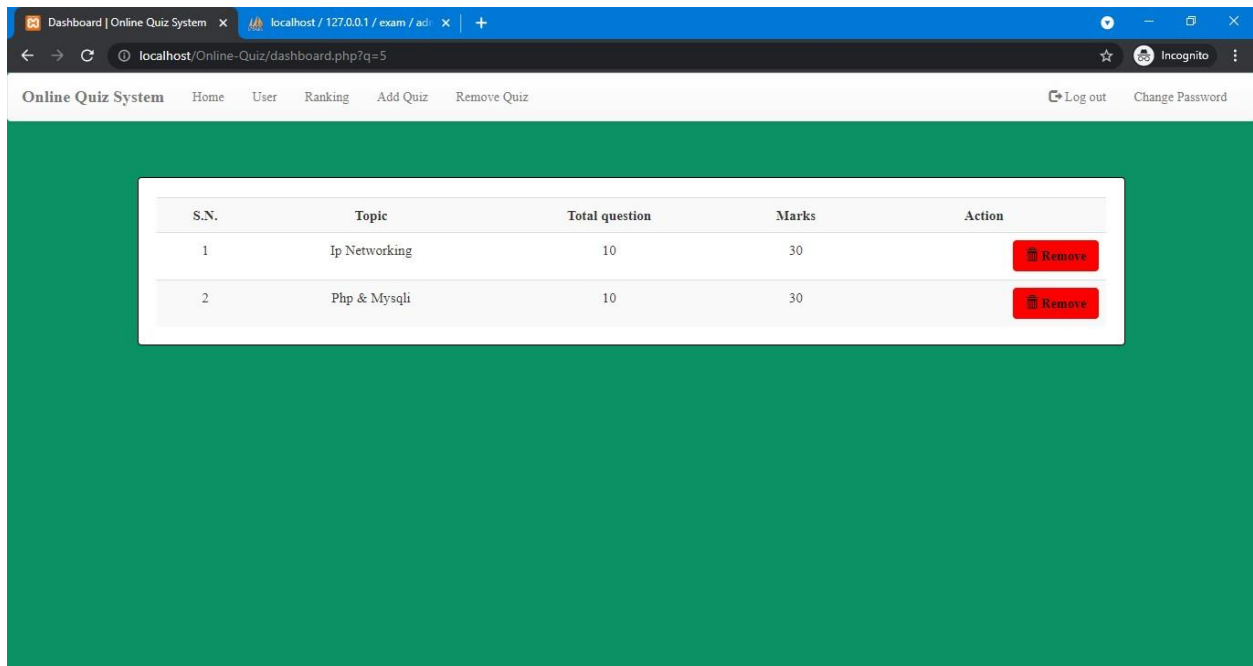 Dashboard | Online Quiz System
localhost / 127.0.0.1 / exam / adr
localhost/Online-Quiz/dashboard.php?q=5
Incognito
Online Quiz System Home User Ranking Add Quiz Remove Quiz Log out Change Password
S.N. Topic Total question Marks Action
1 Ip Networking 10 30 Remove
2 Php & Mysqli 10 30 Remove